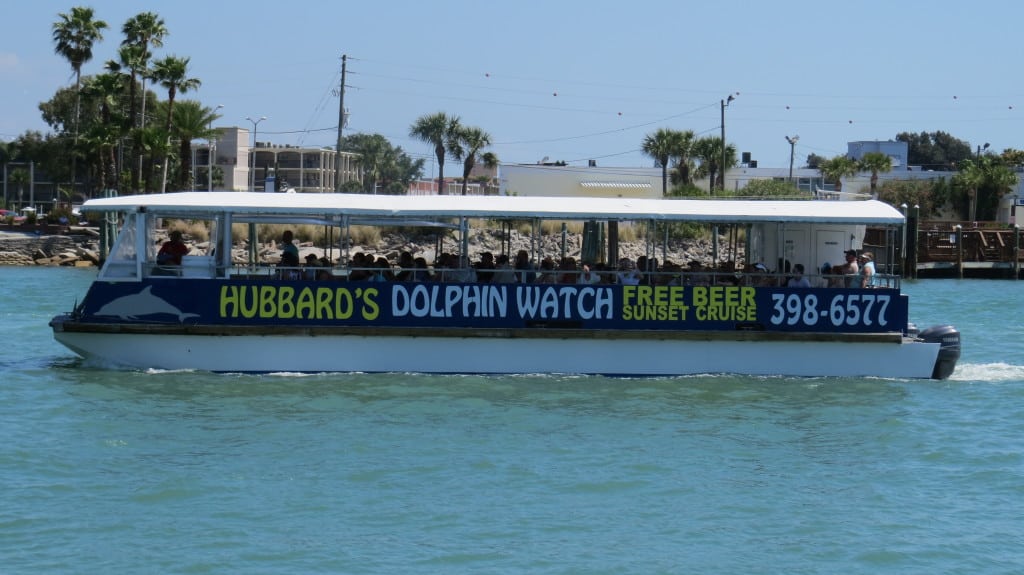 HUBBARD'S DOLPHIN WATCH FREE BEER SUNSET CRUISE 398-6577